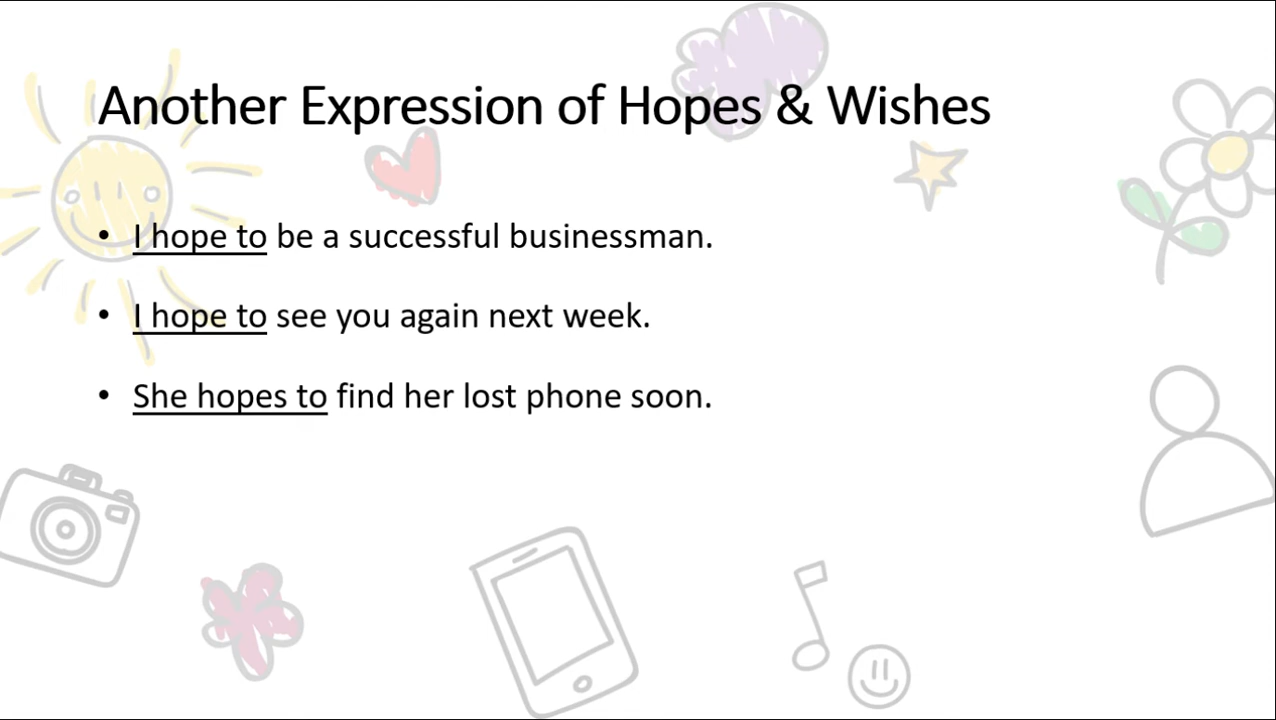 Another Expression of Hopes & Wishes
• I hope to be a successful businessman.
• I hope to see you again next week.
• She hopes to find her lost phone soon.